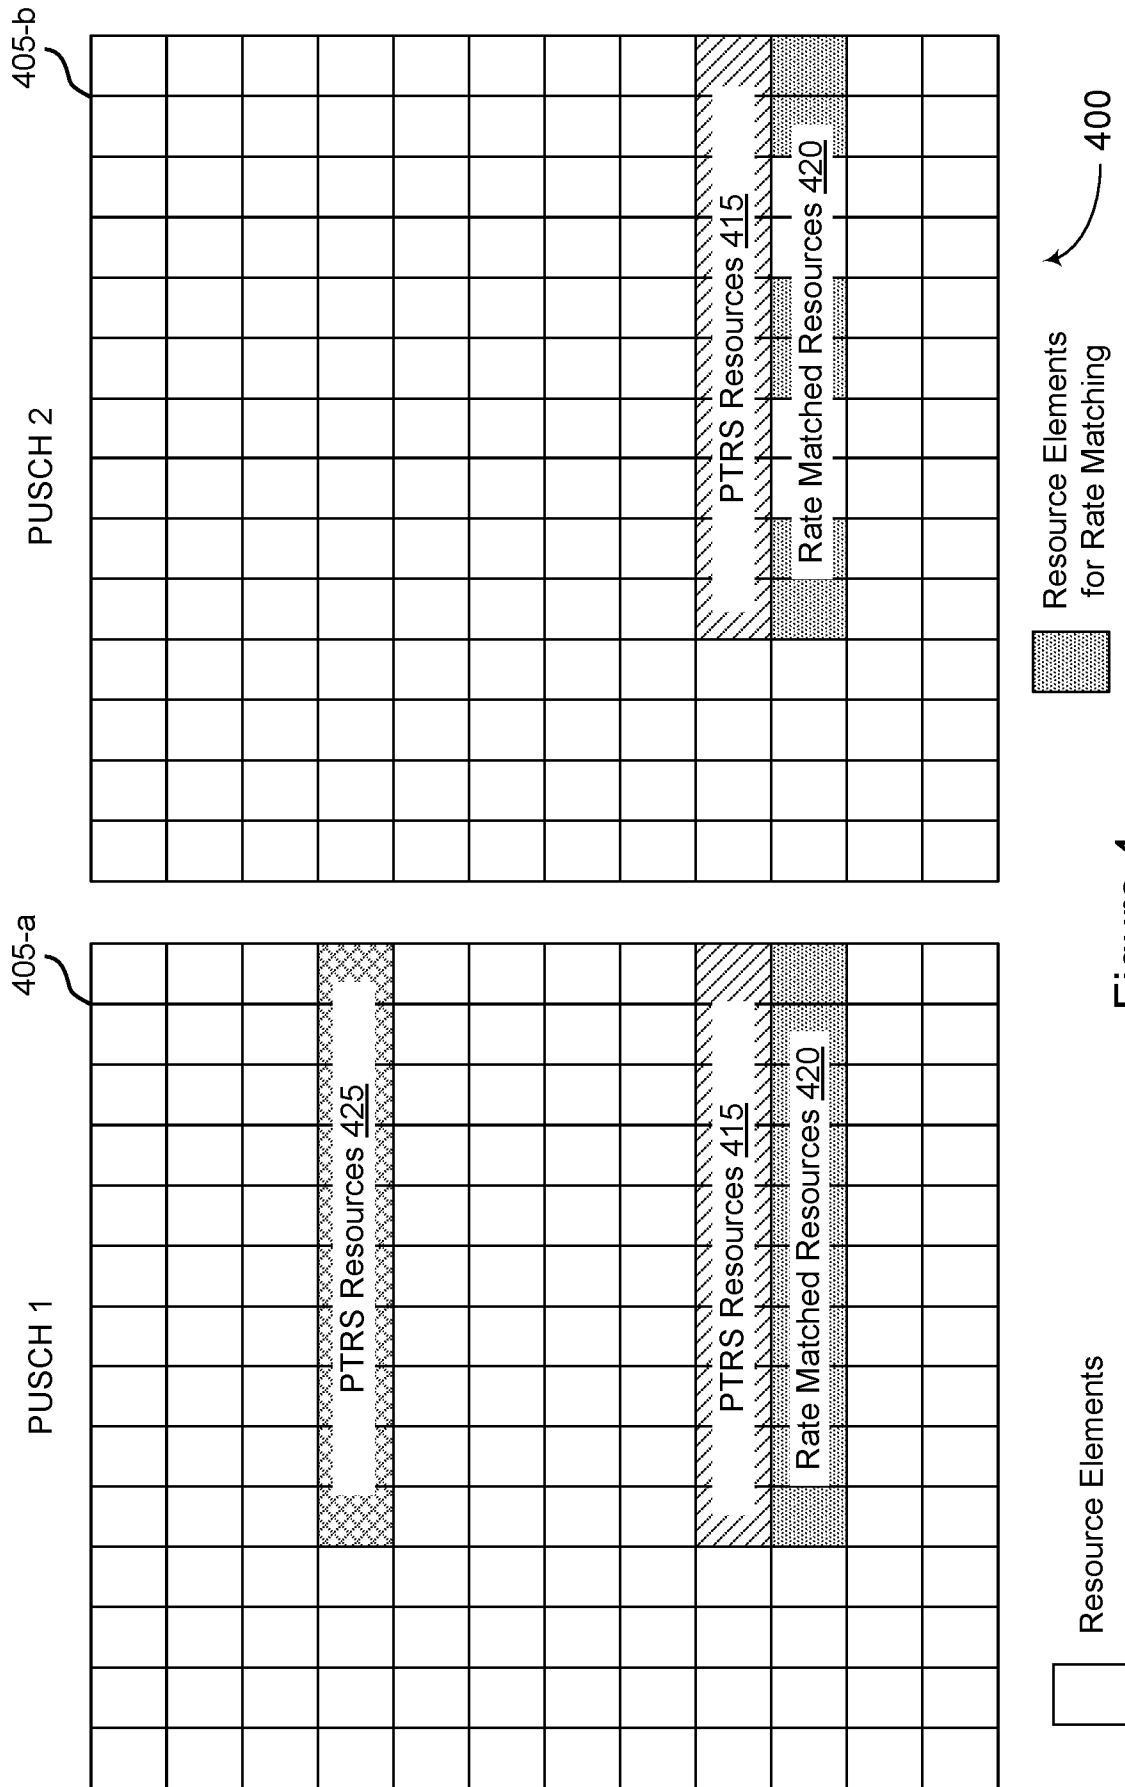 PUSCH 1
405-a
PTRS Resources 425
PTRS Resources 415
Rate Matched Resources 420
PUSCH 2
405-b
PTRS Resources 415
Rate Matched Resources 420
Resource Elements
Resource Elements
for Rate Matching
400